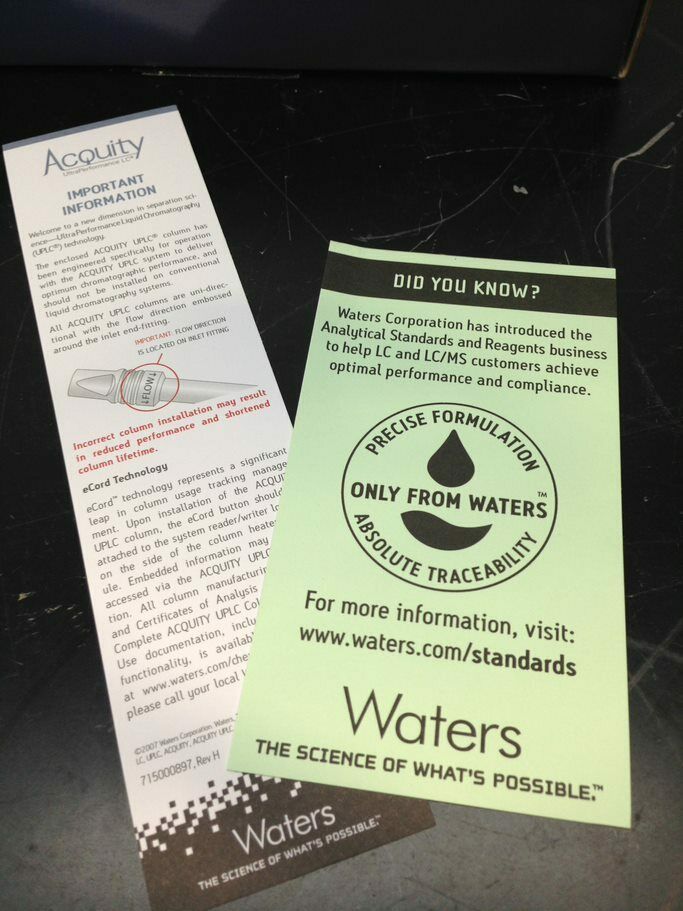 Acquity
UltraPerformance LC™
IMPORTANT
INFORMATION
Welcome to a new dimension in separation sci-
ence—UltraPerformance Liquid Chromatography
(UPLC®) technology.
The enclosed ACQUITY UPLC® column has
been engineered specifically for operation
with the ACQUITY UPLC system to deliver
optimum chromatographic performance, and
should not be installed on conventional
liquid chromatography systems.
All ACQUITY UPLC columns are uni-direc-
tional, with the flow direction embossed
around the inlet end-fitting.
IMPORTANT: FLOW DIRECTION
IS LOCATED ON INLET FITTING
↓FLOW↓
Incorrect column installation may result
in reduced performance and shortened
column lifetime.
eCord Technology
eCord™ technology represents a significant
leap in column usage tracking manage
ment. Upon installation of the ACQU
UPLC column, the eCord button shoul
attached to the system reader/writer lo
on the side of the column heate
ule. Embedded information may
accessed via the ACQUITY UPLC
tion. All column manufacturin
and Certificates of Analysis
Complete ACQUITY UPLC Col
Use documentation, inclu
functionality, is availab
at www.waters.com/che
please call your local
©2007 Waters Corporation. Waters,
LC, UPLC, ACQUITY, ACQUITY UPLC,
715000897, Rev H
Waters
THE SCIENCE OF WHAT'S POSSIBLE.™
DID YOU KNOW?
Waters Corporation has introduced the
Analytical Standards and Reagents business
to help LC and LC/MS customers achieve
optimal performance and compliance.
PRECISE FORMULATION
ONLY FROM WATERS™
ABSOLUTE TRACEABILITY
For more information, visit:
www.waters.com/standards
Waters
THE SCIENCE OF WHAT'S POSSIBLE.™